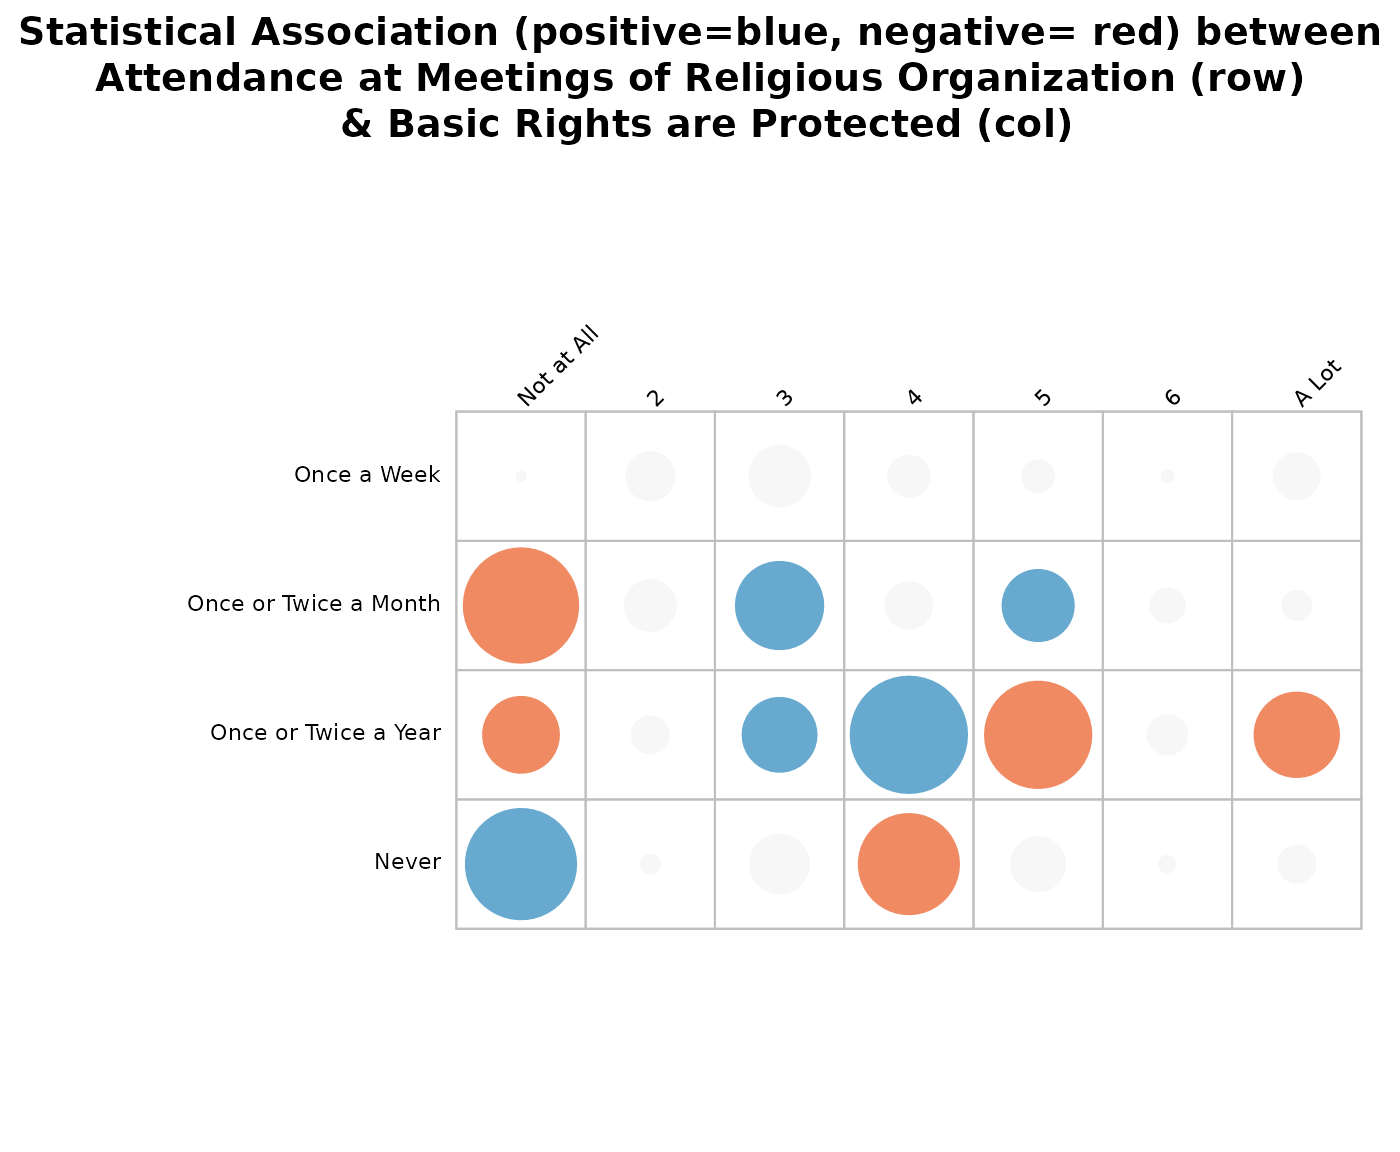 Statistical Association (positive=blue, negative= red) between
Attendance at Meetings of Religious Organization (row)
& Basic Rights are Protected (col)
Not at All
2
3
4
5
6
A Lot
Once a Week
Once or Twice a Month
Once or Twice a Year
Never